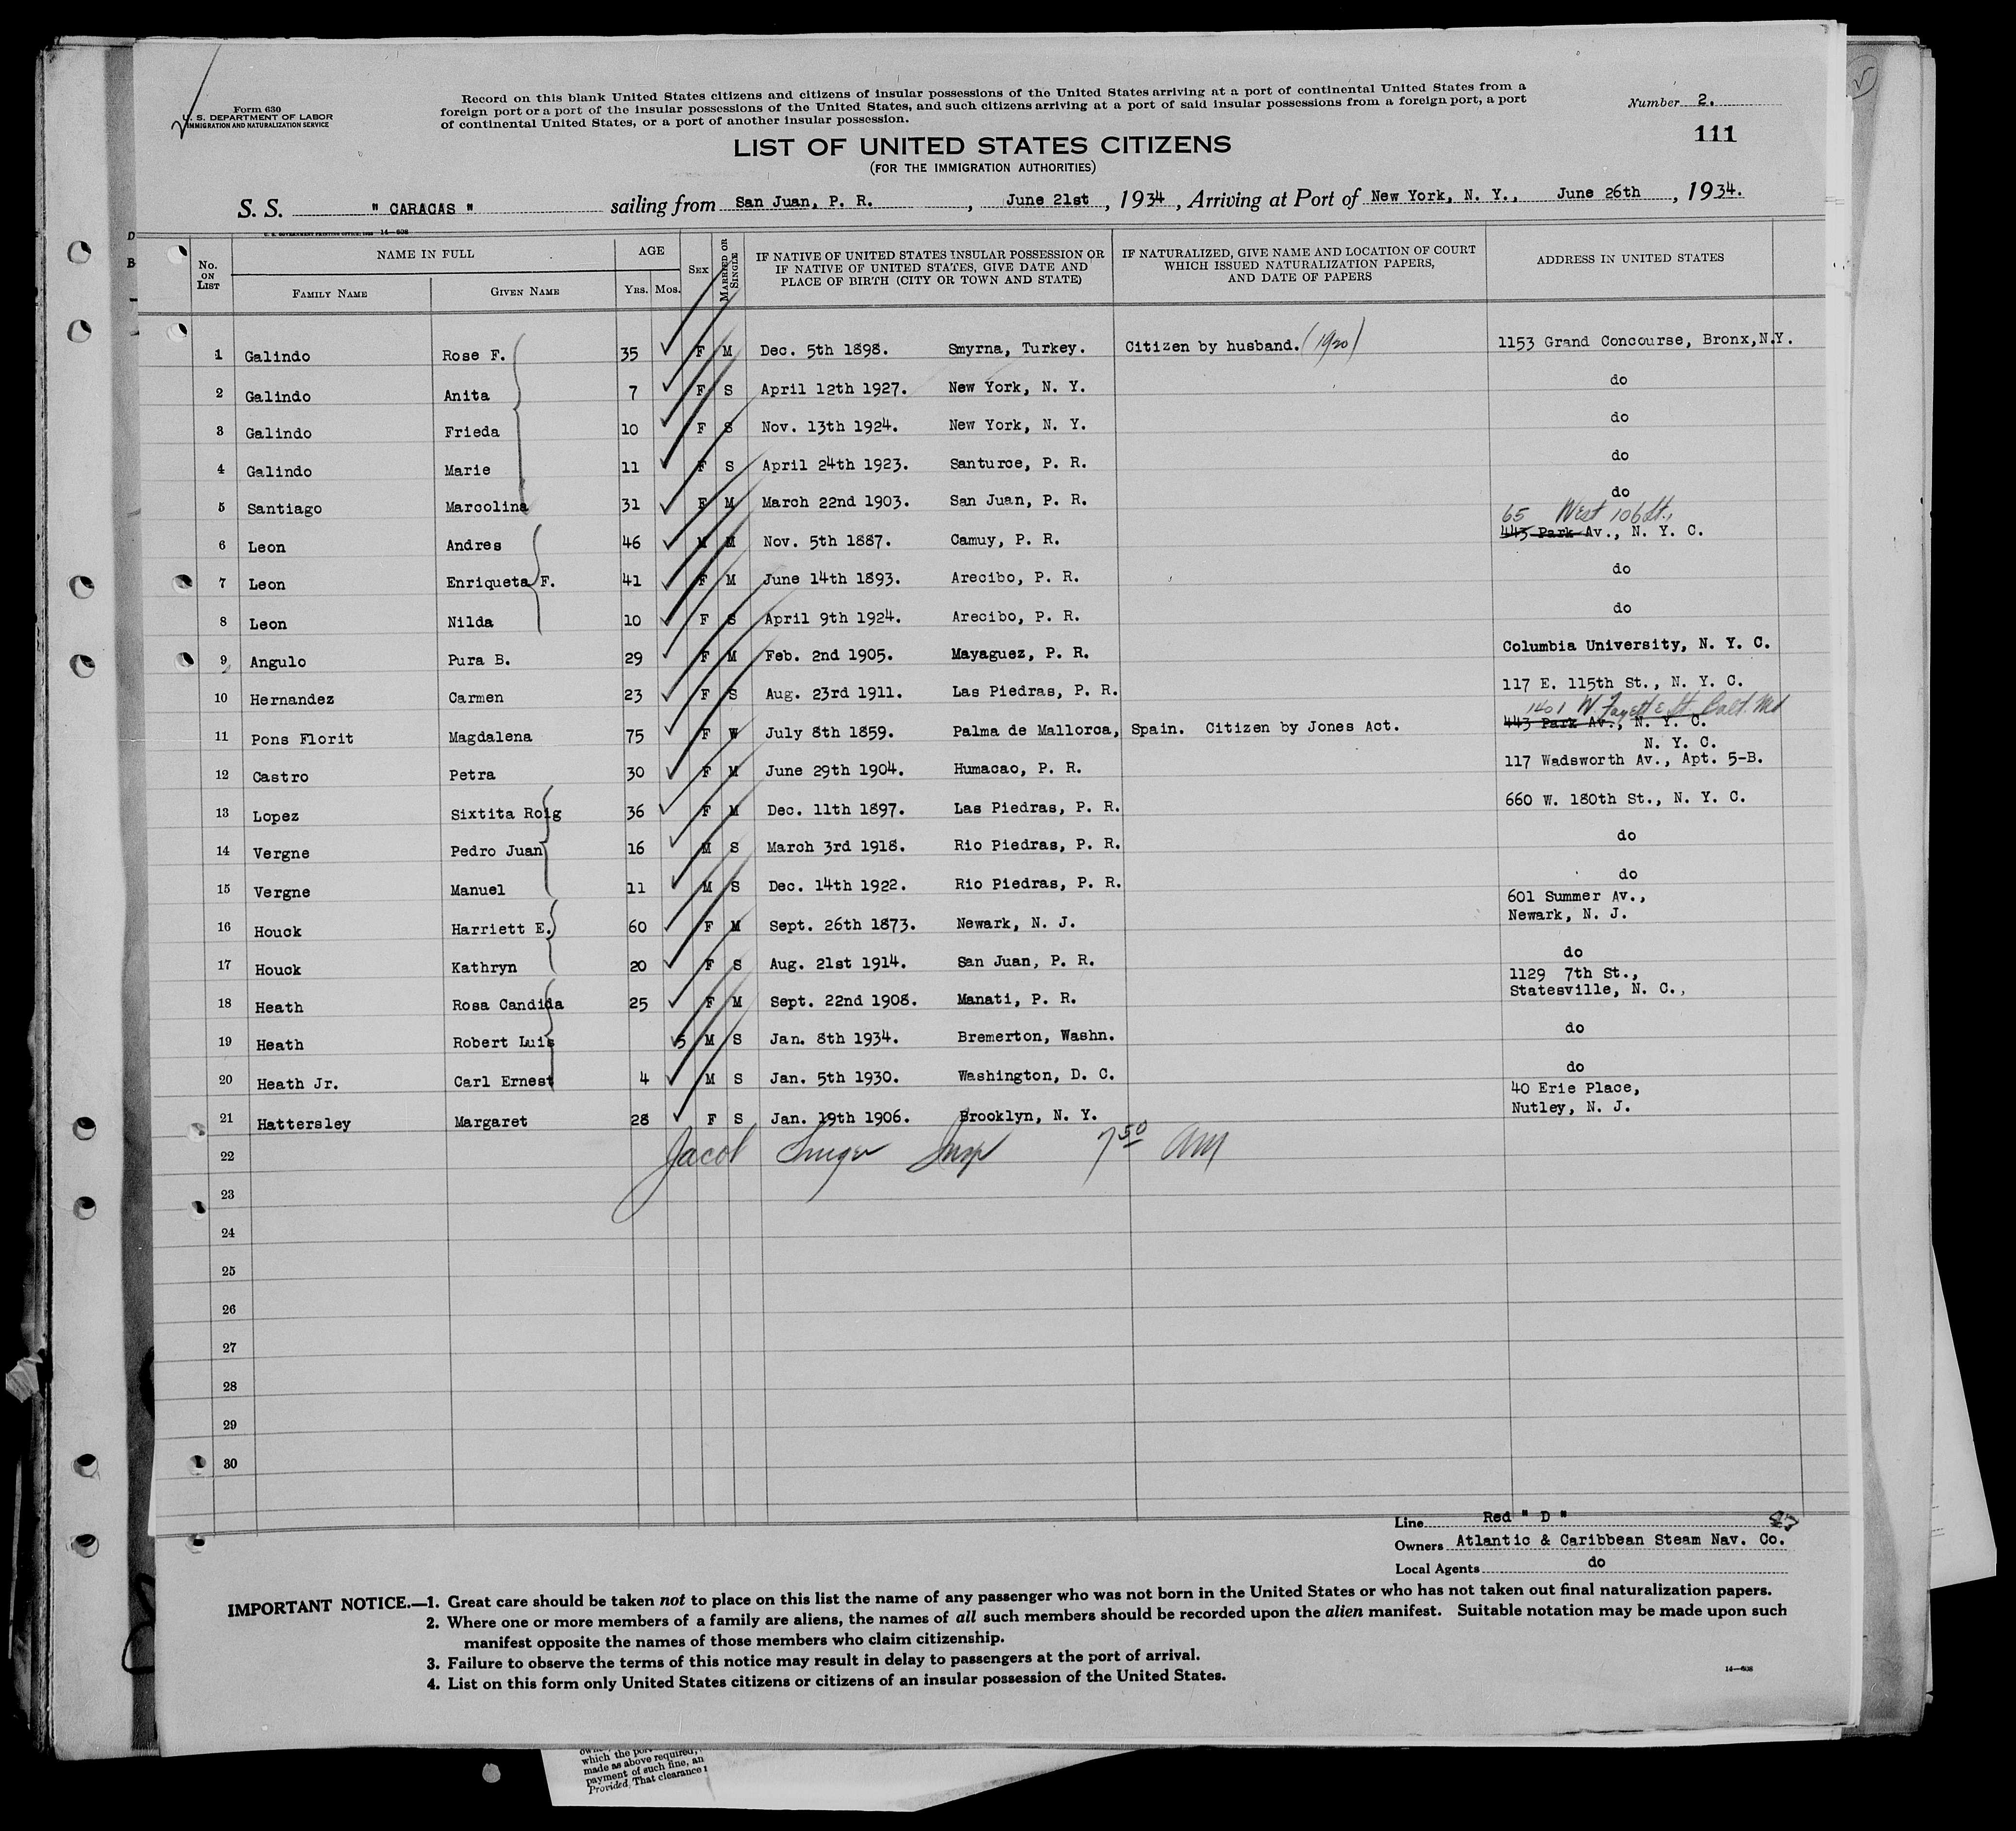 Form 630
U. S. DEPARTMENT OF LABOR
IMMIGRATION AND NATURALIZATION SERVICE
Record on this blank United States citizens and citizens of insular possessions of the United States arriving at a port of continental United States from a
foreign port or a port of the insular possessions of the United States, and such citizens arriving at a port of said insular possessions from a foreign port, a port
of continental United States, or a port of another insular possession.
Number 2.
111
LIST OF UNITED STATES CITIZENS
(FOR THE IMMIGRATION AUTHORITIES)
S. S. " CARACAS " sailing from San Juan, P. R. , June 21st , 1934 , Arriving at Port of New York, N. Y., June 26th , 1934.
U. S. GOVERNMENT PRINTING OFFICE: 1933 14—608
No. ON LIST NAME IN FULL AGE SEX MARRIED OR SINGLE IF NATIVE OF UNITED STATES INSULAR POSSESSION OR IF NATIVE OF UNITED STATES, GIVE DATE AND PLACE OF BIRTH (CITY OR TOWN AND STATE) IF NATURALIZED, GIVE NAME AND LOCATION OF COURT WHICH ISSUED NATURALIZATION PAPERS, AND DATE OF PAPERS ADDRESS IN UNITED STATES
FAMILY NAME GIVEN NAME YRS. MOS.
1 Galindo Rose F. 35 F M Dec. 5th 1898. Smyrna, Turkey. Citizen by husband. (1920) 1153 Grand Concourse, Bronx,N.Y.
2 Galindo Anita 7 F S April 12th 1927. New York, N. Y. do
3 Galindo Frieda 10 F S Nov. 13th 1924. New York, N. Y. do
4 Galindo Marie 11 F S April 24th 1923. Santurce, P. R. do
5 Santiago Marcolina 31 F M March 22nd 1903. San Juan, P. R. do
65 West 106 St.,
6 Leon Andres 46 M M Nov. 5th 1887. Camuy, P. R. 443 Park Av., N. Y. C.
7 Leon Enriqueta F. 41 F M June 14th 1893. Arecibo, P. R. do
8 Leon Nilda 10 F S April 9th 1924. Arecibo, P. R. do
9 Angulo Pura B. 29 F M Feb. 2nd 1905. Mayaguez, P. R. Columbia University, N. Y. C.
10 Hernandez Carmen 23 F S Aug. 23rd 1911. Las Piedras, P. R. 117 E. 115th St., N. Y. C.
1401 W. Fayette St. Balt. Md
11 Pons Florit Magdalena 75 F W July 8th 1859. Palma de Mallorca, Spain. Citizen by Jones Act. 443 Park Av., N. Y. C.
N. Y. C.
12 Castro Petra 30 F M June 29th 1904. Humacao, P. R. 117 Wadsworth Av., Apt. 5-B.
13 Lopez Sixtita Roig 36 F M Dec. 11th 1897. Las Piedras, P. R. 660 W. 180th St., N. Y. C.
14 Vergne Pedro Juan 16 M S March 3rd 1918. Rio Piedras, P. R. do
15 Vergne Manuel 11 M S Dec. 14th 1922. Rio Piedras, P. R. do
601 Summer Av.,
16 Houck Harriett E. 60 F M Sept. 26th 1873. Newark, N. J. Newark, N. J.
17 Houck Kathryn 20 F S Aug. 21st 1914. San Juan, P. R. do
1129 7th St.,
18 Heath Rosa Candida 25 F M Sept. 22nd 1908. Manati, P. R. Statesville, N. C.,
19 Heath Robert Luis 5 M S Jan. 8th 1934. Bremerton, Washn. do
20 Heath Jr. Carl Ernest 4 M S Jan. 5th 1930. Washington, D. C. do
40 Erie Place,
21 Hattersley Margaret 28 F S Jan. 19th 1906. Brooklyn, N. Y. Nutley, N. J.
22 Jacob Insp 7 50 AM
23
24
25
26
27
28
29
30
Line Red " D "
Owners Atlantic & Caribbean Steam Nav. Co.
Local Agents do
IMPORTANT NOTICE.—1. Great care should be taken not to place on this list the name of any passenger who was not born in the United States or who has not taken out final naturalization papers.
2. Where one or more members of a family are aliens, the names of all such members should be recorded upon the alien manifest. Suitable notation may be made upon such
manifest opposite the names of those members who claim citizenship.
3. Failure to observe the terms of this notice may result in delay to passengers at the port of arrival.
4. List on this form only United States citizens or citizens of an insular possession of the United States.
14—608
which the port
made as above required,
payment of such fine, an
Provided, That clearance